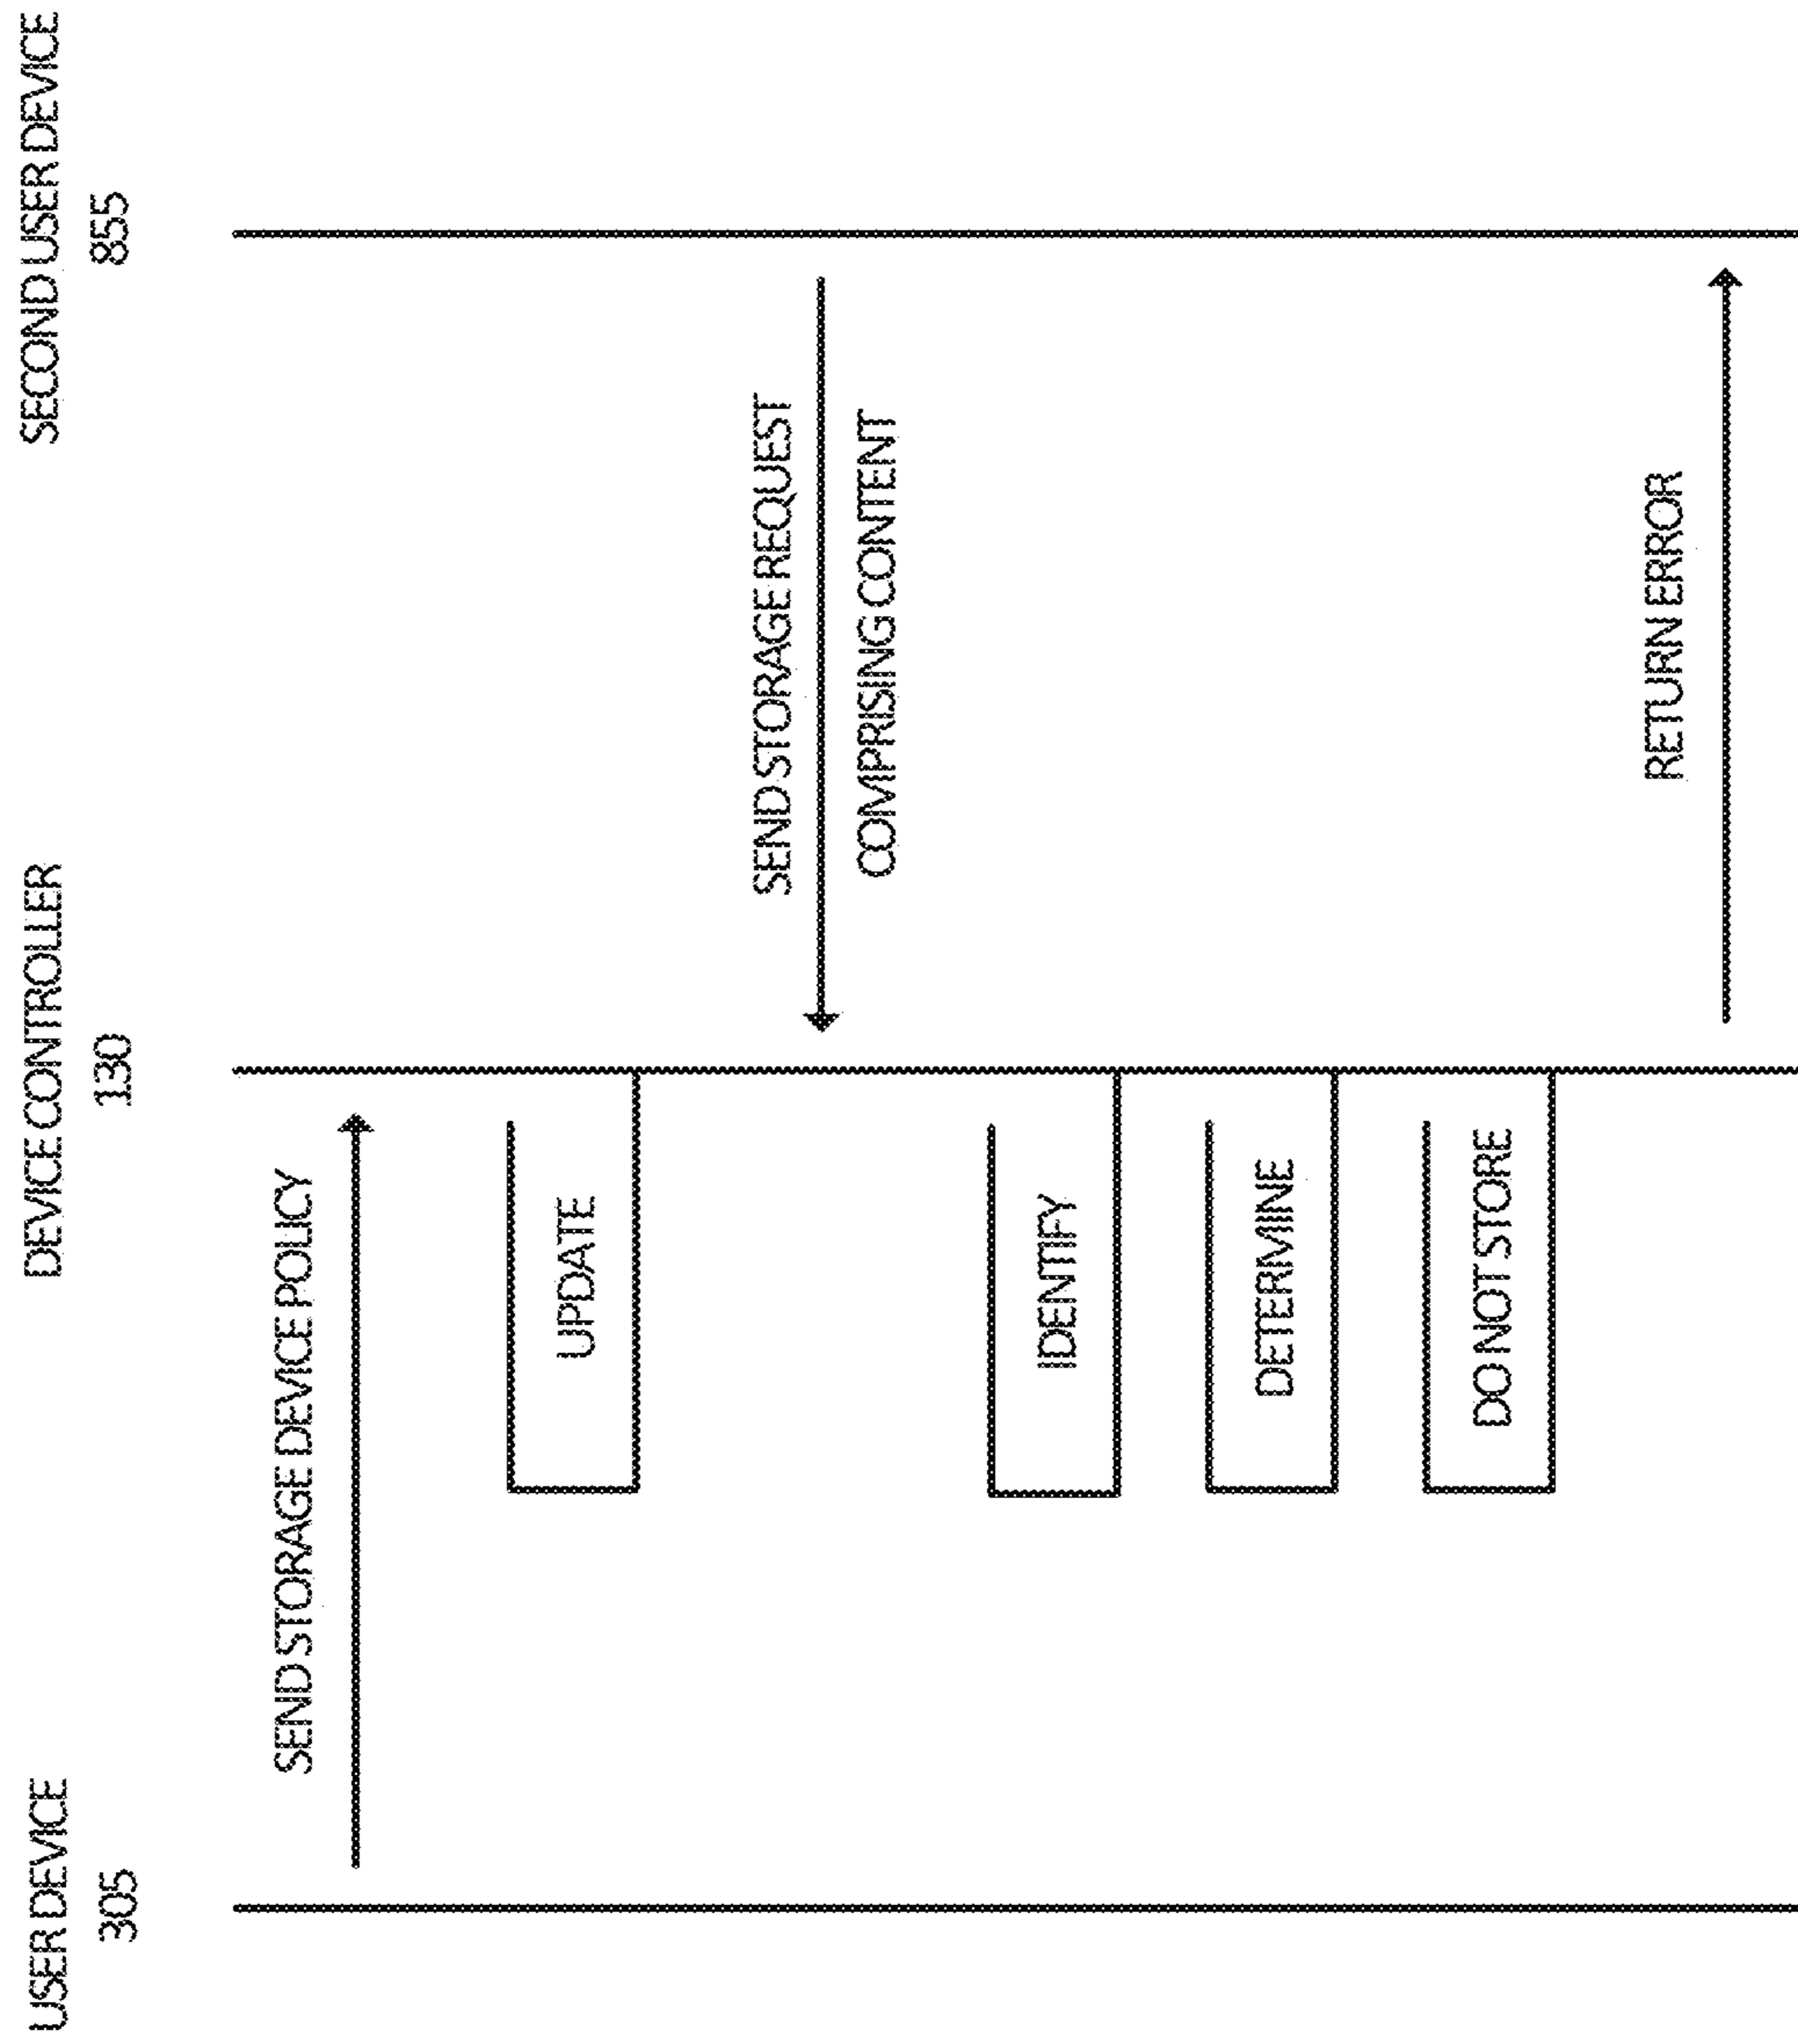 USER DEVICE
305
DEVICE CONTROLLER
130
SECOND USER DEVICE
855
SEND STORAGE DEVICE POLICY
UPDATE
SEND STORAGE REQUEST
COMPRISING CONTENT
IDENTIFY
DETERMINE
DO NOT STORE
RETURN ERROR